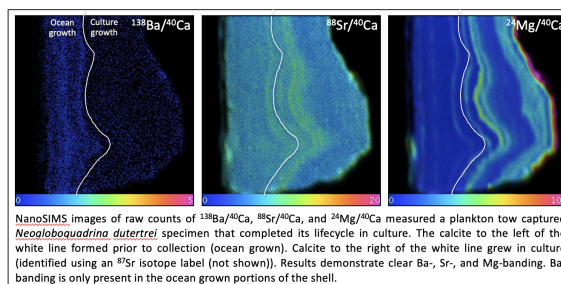 Ocean growth
Culture growth
138Ba/40Ca
88Sr/40Ca
24Mg/40Ca
0 5
0 20
0 10
NanoSIMS images of raw counts of 138Ba/40Ca, 88Sr/40Ca, and 24Mg/40Ca measured a plankton tow captured
Neogloboquadrina dutertrei specimen that completed its lifecycle in culture. The calcite to the left of the
white line formed prior to collection (ocean grown). Calcite to the right of the white line grew in culture
(identified using an 87Sr isotope label (not shown)). Results demonstrate clear Ba-, Sr-, and Mg-banding. Ba
banding is only present in the ocean grown portions of the shell.